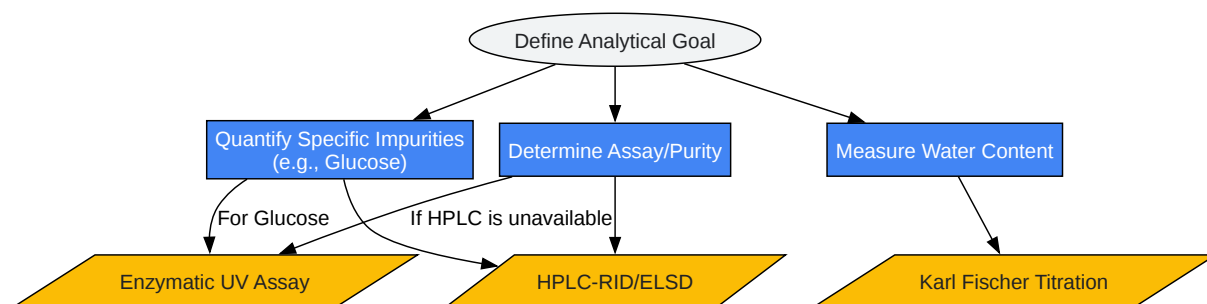 Define Analytical Goal
Quantify Specific Impurities
(e.g., Glucose)
Determine Assay/Purity
Measure Water Content
For Glucose
If HPLC is unavailable
Enzymatic UV Assay
HPLC-RID/ELSD
Karl Fischer Titration